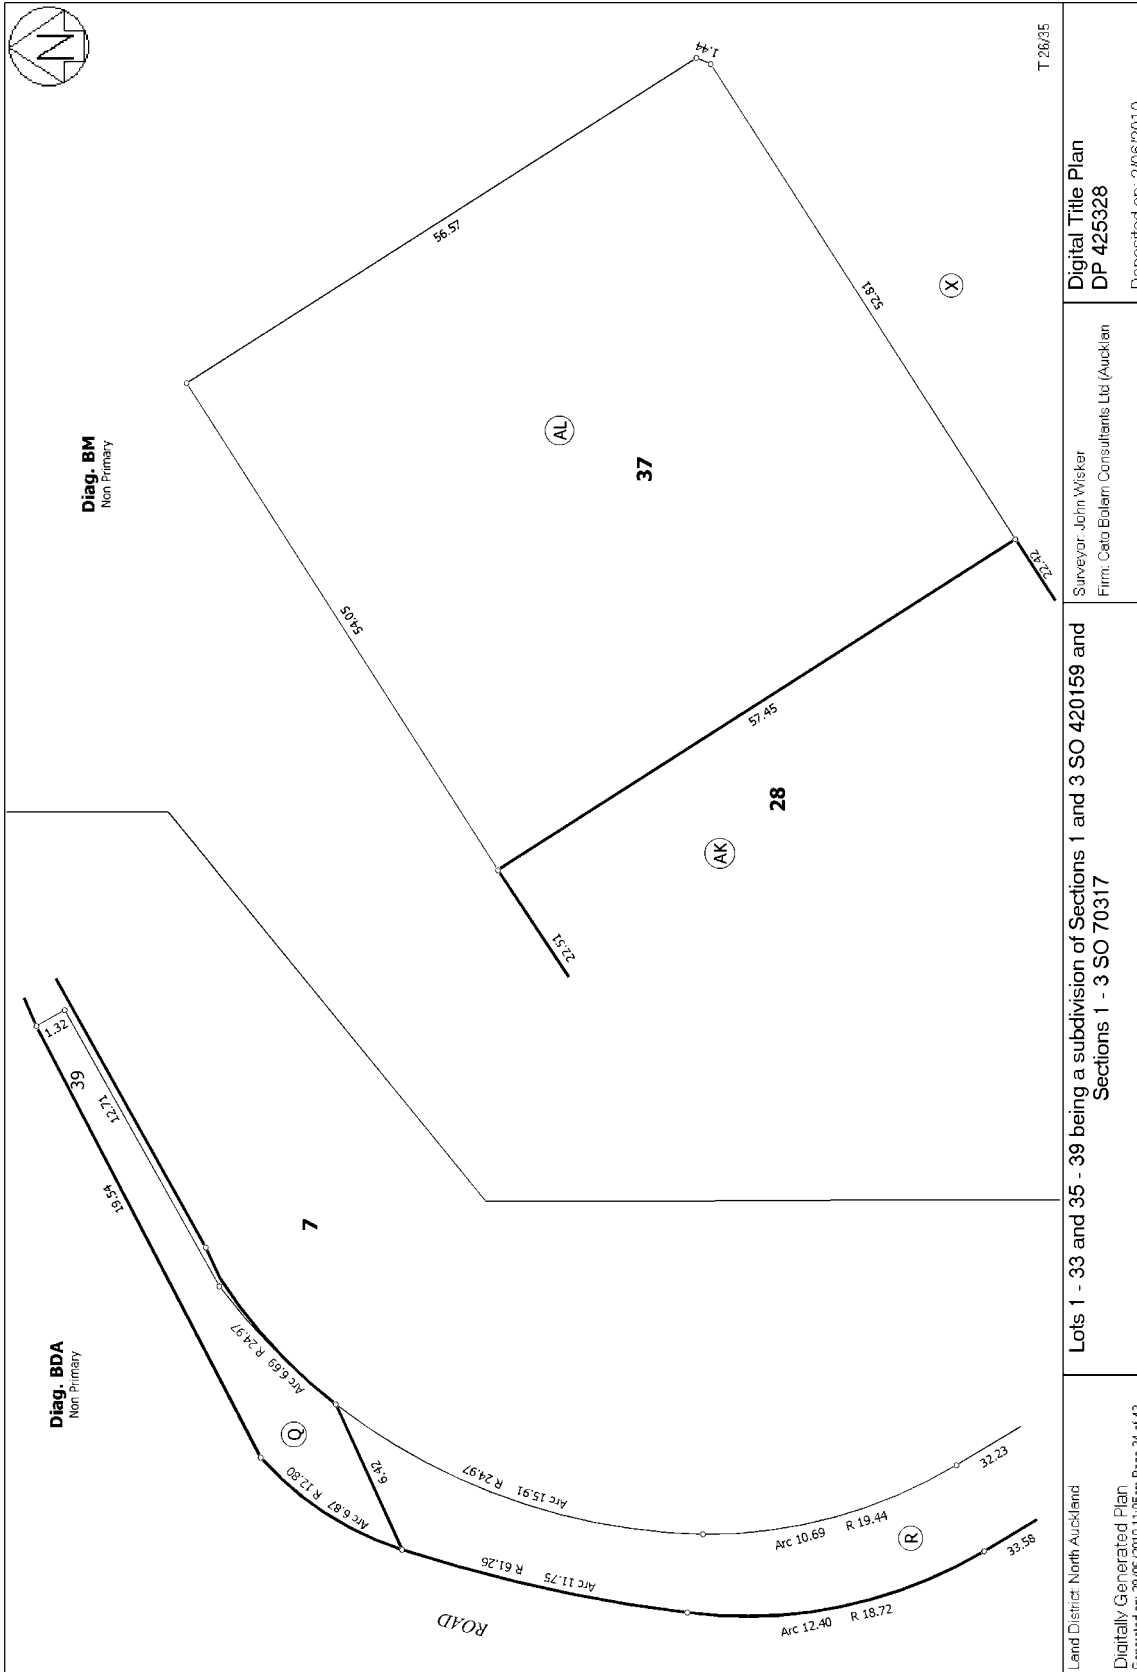 N
T 26/35
Diag. BDA
Non Primary
Diag. BM
Non Primary
1.32
39
12.71
19.54
7
Arc 6.69 R 24.97
Q
Arc 6.87 R 12.80
6.42
Arc 15.91 R 24.97
Arc 11.75 R 61.26
ROAD
Arc 10.69 R 19.44
R
32.23
33.58
Arc 12.40 R 18.72
1.44
56.57
54.05
AL
37
52.81
X
57.45
22.42
28
AK
22.51
Land District: North Auckland
Digitally Generated Plan
Lots 1 - 33 and 35 - 39 being a subdivision of Sections 1 and 3 SO 420159 and
Sections 1 - 3 SO 70317
Surveyor: John Wisker
Firm: Cato Bolam Consultants Ltd (Aucklan
Digital Title Plan
DP 425328